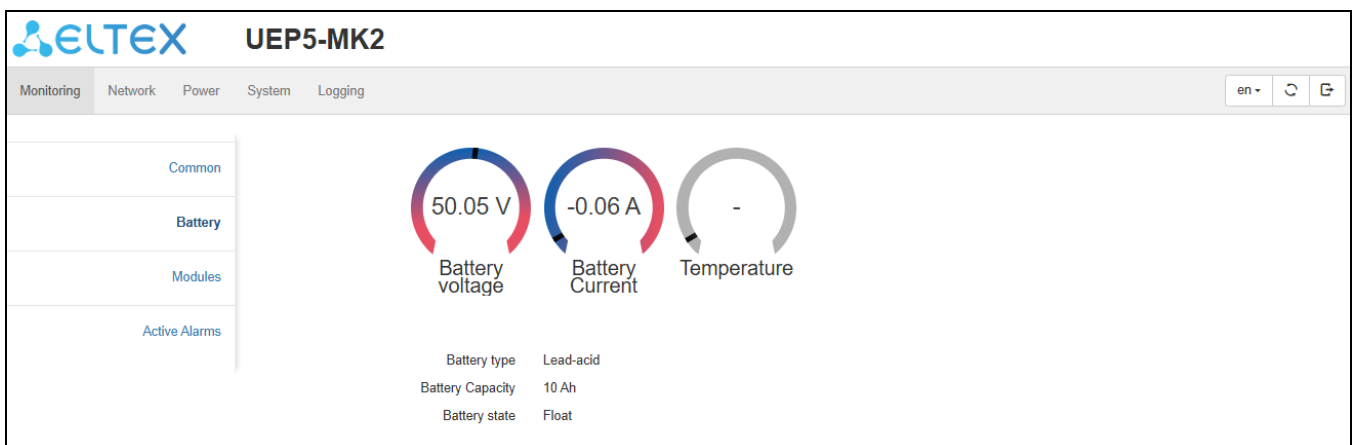 ELTEX UEP5-MK2
Monitoring Network Power System Logging en
Common
Battery
Modules
Active Alarms
50.05 V -0.06 A -
Battery voltage
Battery Current
Temperature
Battery type Lead-acid
Battery Capacity 10 Ah
Battery state Float